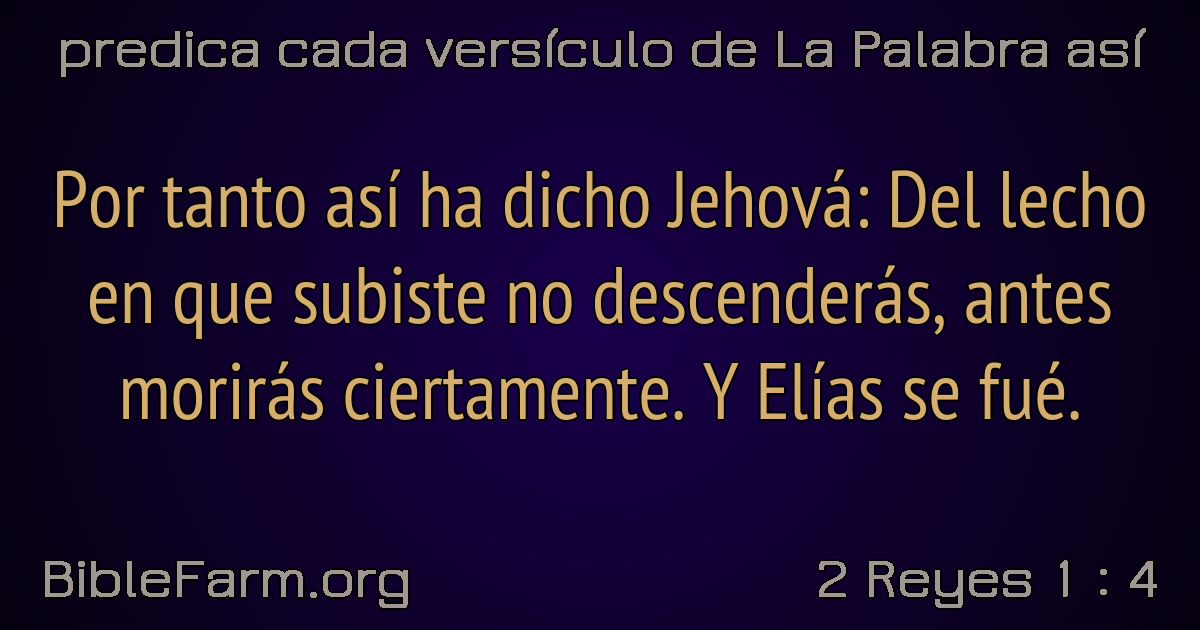 predica cada versículo de La Palabra así
Por tanto así ha dicho Jehová: Del lecho
en que subiste no descenderás, antes
morirás ciertamente. Y Elías se fué.
BibleFarm.org
2 Reyes 1 : 4